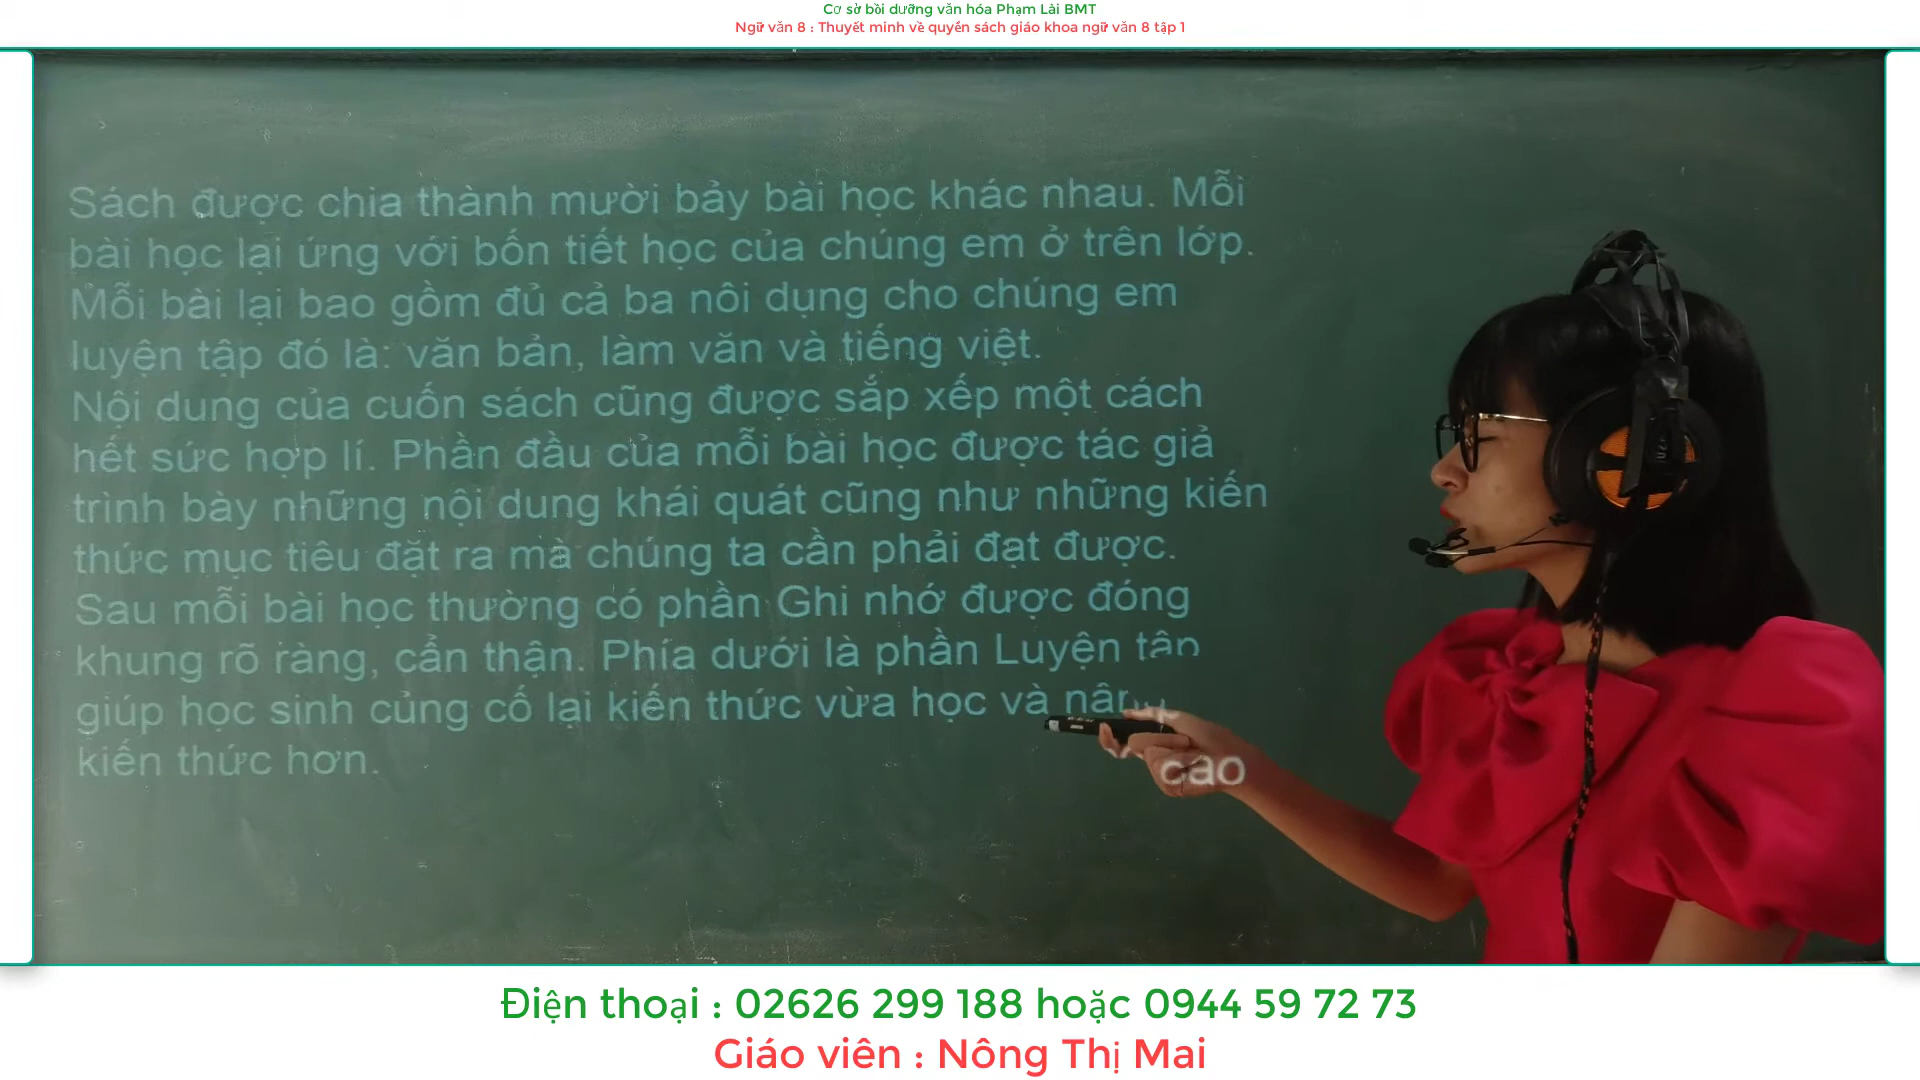 Cơ sở bồi dưỡng văn hóa Phạm Lài BMT
Ngữ văn 8 : Thuyết minh về quyển sách giáo khoa ngữ văn 8 tập 1
Sách được chia thành mười bảy bài học khác nhau. Mỗi
bài học lại ứng với bốn tiết học của chúng em ở trên lớp.
Mỗi bài lại bao gồm đủ cả ba nôi dụng cho chúng em
luyện tập đó là: văn bản, làm văn và tiếng việt.
Nội dung của cuốn sách cũng được sắp xếp một cách
hết sức hợp lí. Phần đầu của mỗi bài học được tác giả
trình bày những nội dung khái quát cũng như những kiến
thức mục tiêu đặt ra mà chúng ta cần phải đạt được.
Sau mỗi bài học thường có phần Ghi nhớ được đóng
khung rõ ràng, cẩn thận. Phía dưới là phần Luyện tập
giúp học sinh củng cố lại kiến thức vừa học và
cao
kiến thức hơn.
Điện thoại : 02626 299 188 hoặc 0944 59 72 73
Giáo viên : Nông Thị Mai